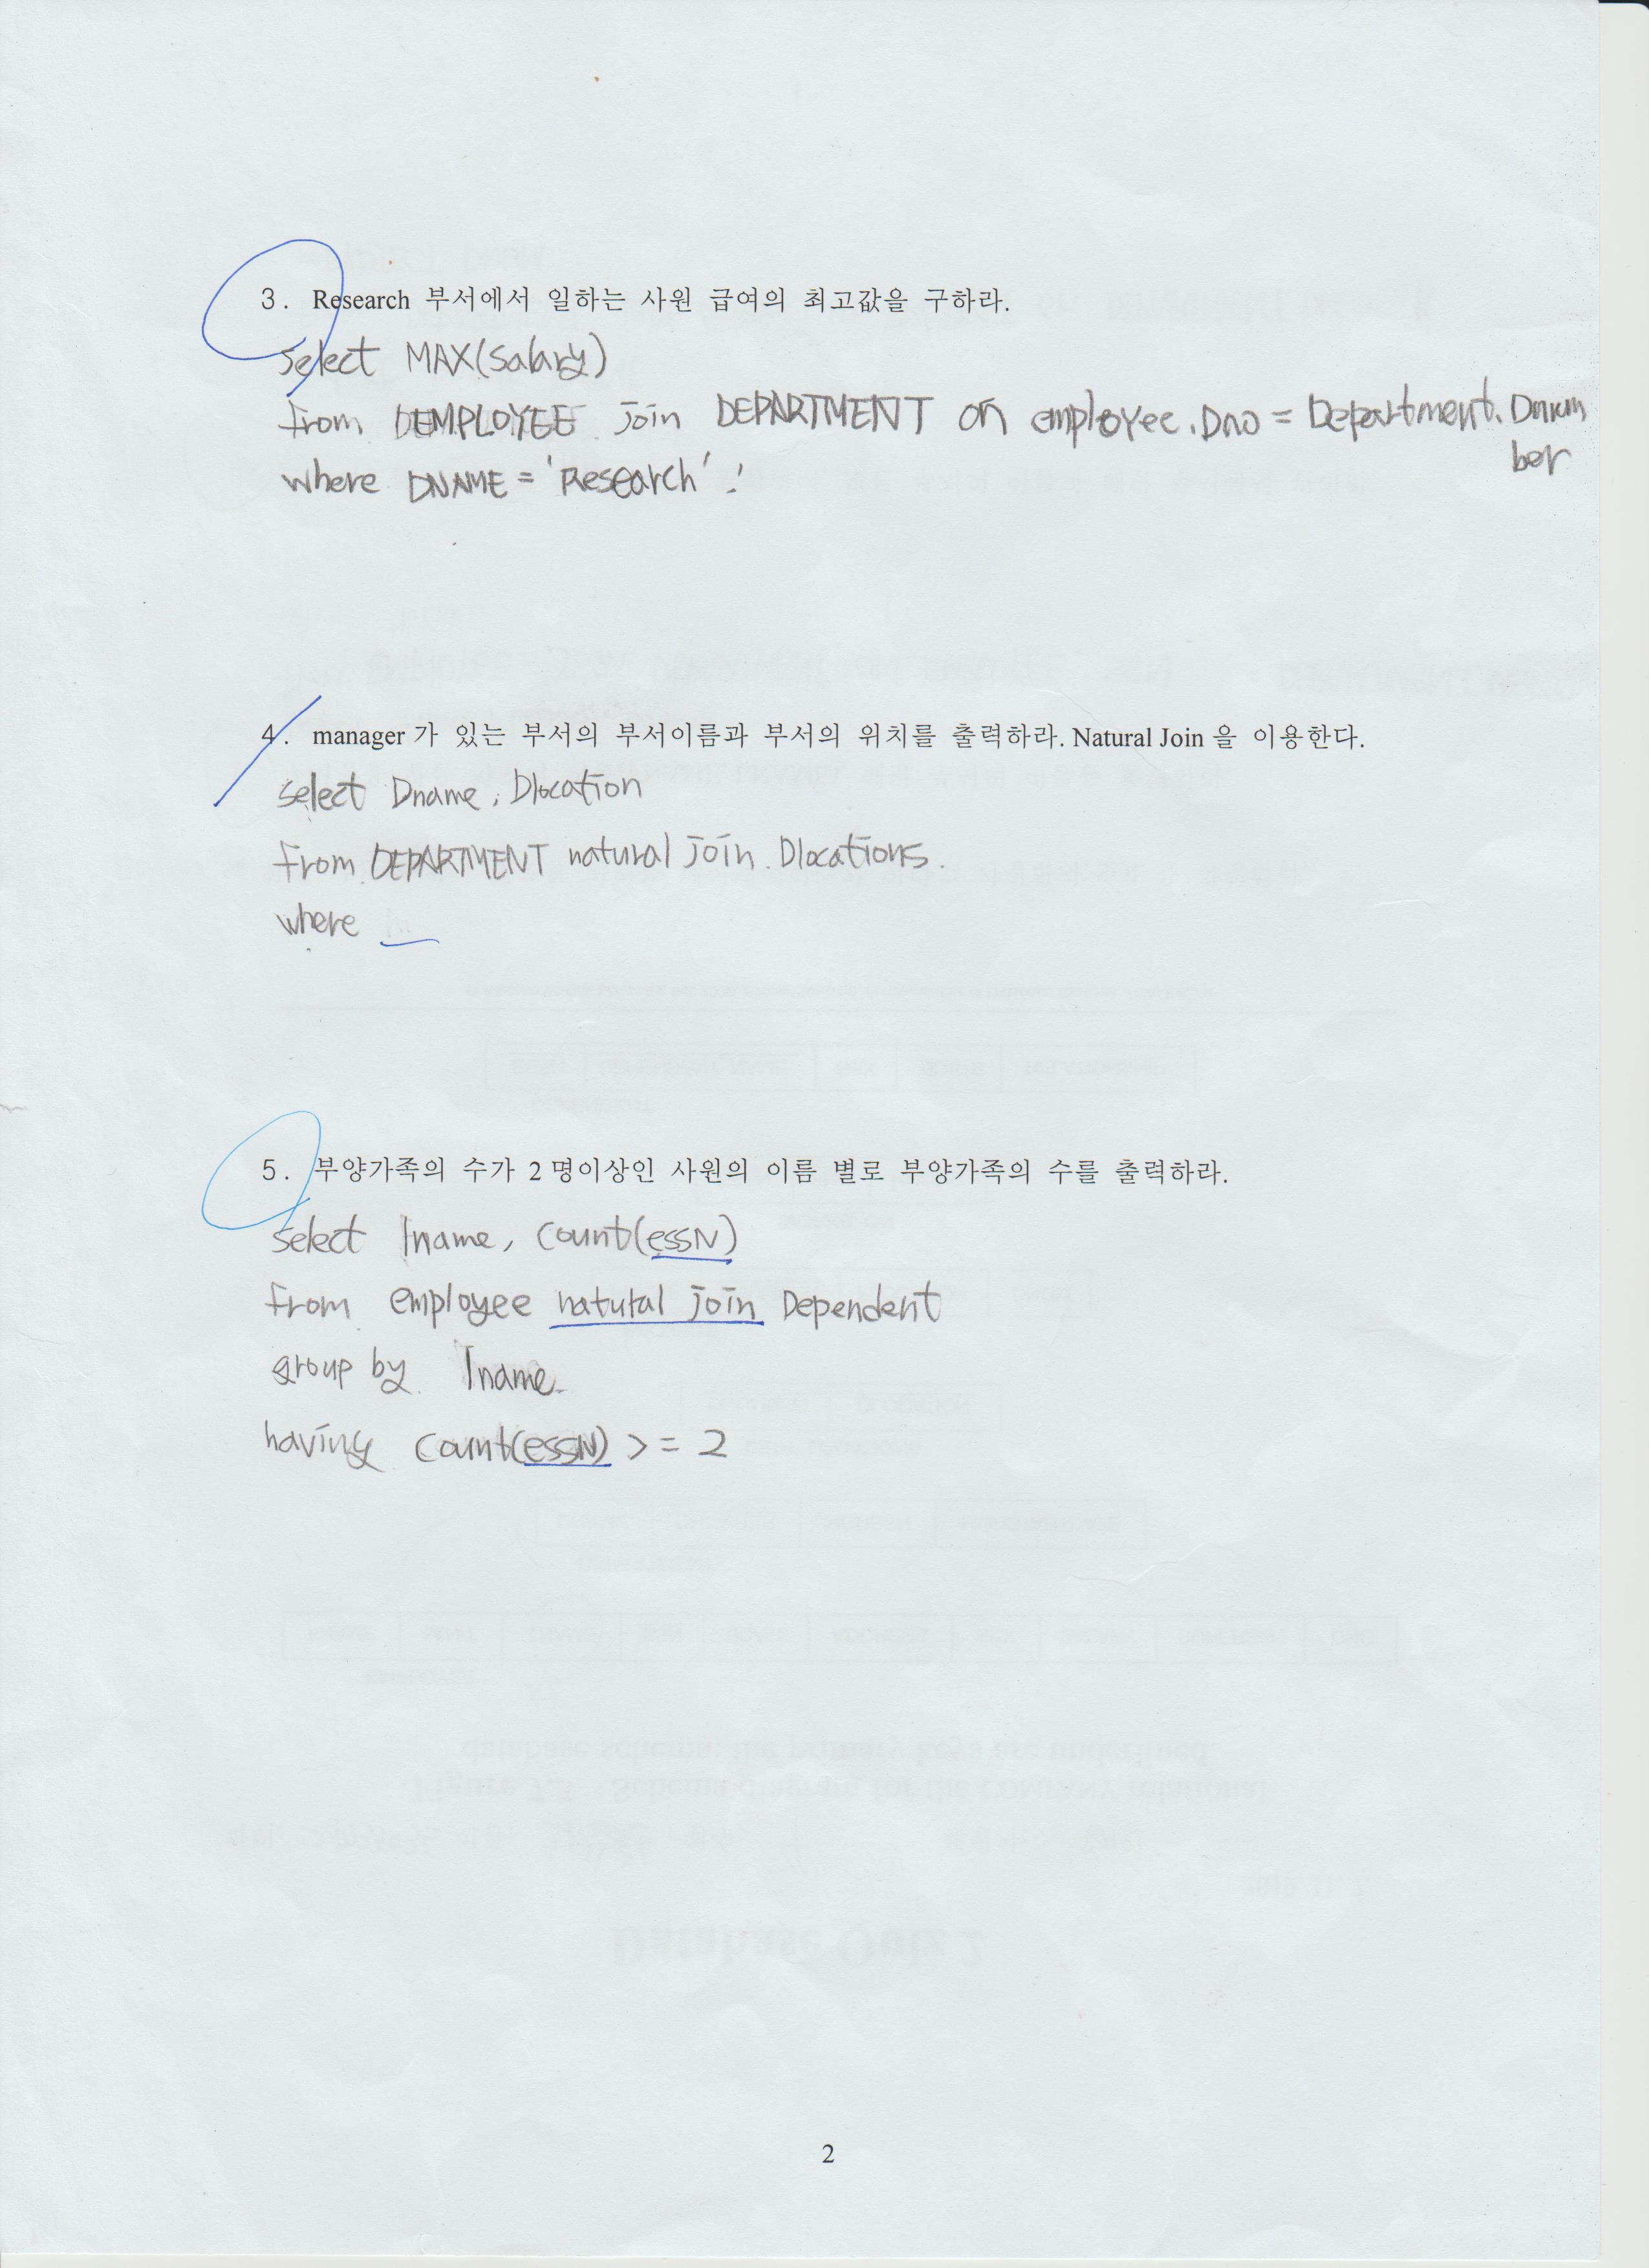 3. Research 부서에서 일하는 사원 급여의 최고값을 구하라.
select MAX(Salary)
from EMPLOYEE join DEPARTMENT on employee.Dno = Department.Dnum
ber
where DNAME = 'Research' ;
4. manager 가 있는 부서의 부서이름과 부서의 위치를 출력하라. Natural Join 을 이용한다.
select Dname, Dlocation
from DEPARTMENT natural join Dlocations
where
5. 부양가족의 수가 2 명이상인 사원의 이름 별로 부양가족의 수를 출력하라.
select lname, count(essN)
from employee natural join Dependent
group by lname
having count(essN) >= 2
2